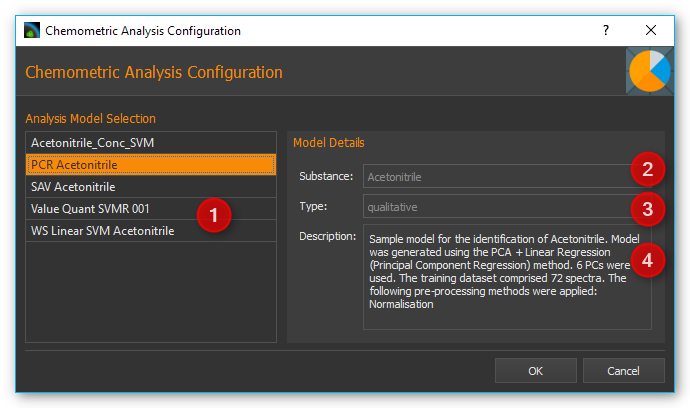 Chemometric Analysis Configuration
?
Chemometric Analysis Configuration
Analysis Model Selection
Acetonitrile_Conc_SVM
PCR Acetonitrile
SAV Acetonitrile
Value Quant SVMR 001
WS Linear SVM Acetonitrile
1
Model Details
Substance: Acetonitrile
2
Type: qualitative
3
Description:
Sample model for the identification of Acetonitrile. Model
was generated using the PCA + Linear Regression
(Principal Component Regression) method. 6 PCs were
used. The training dataset comprised 72 spectra. The
following pre-processing methods were applied:
Normalisation
4
OK
Cancel